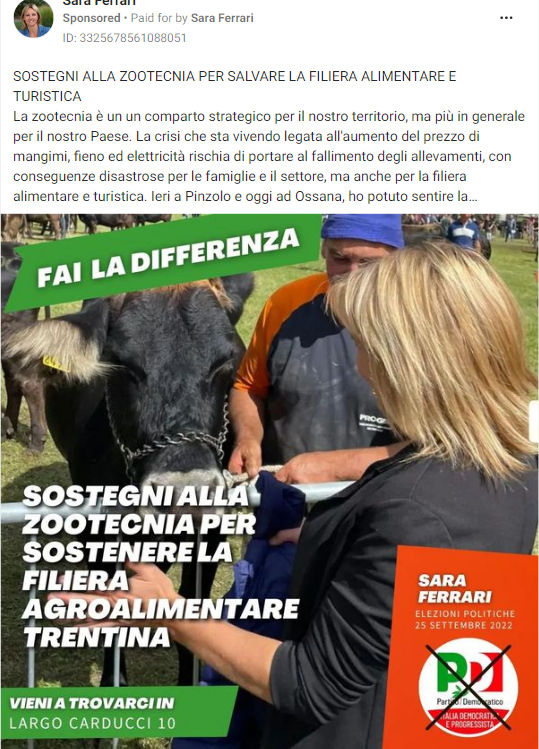 Sara Ferrari
Sponsored • Paid for by Sara Ferrari
ID: 3325678561088051
SOSTEGNI ALLA ZOOTECNIA PER SALVARE LA FILIERA ALIMENTARE E
TURISTICA
La zootecnia è un un comparto strategico per il nostro territorio, ma più in generale
per il nostro Paese. La crisi che sta vivendo legata all'aumento del prezzo di
mangimi, fieno ed elettricità rischia di portare al fallimento degli allevamenti, con
conseguenze disastrose per le famiglie e il settore, ma anche per la filiera
alimentare e turistica. Ieri a Pinzolo e oggi ad Ossana, ho potuto sentire la...
FAI LA DIFFERENZA
SOSTEGNI ALLA
ZOOTECNIA PER
SOSTENERE LA
FILIERA
AGROALIMENTARE
TRENTINA
SARA
FERRARI
ELEZIONI POLITICHE
25 SETTEMBRE 2022
PD
Partito Democratico
ITALIA DEMOCRATICA
E PROGRESSISTA
VIENI A TROVARCI IN
LARGO CARDUCCI 10